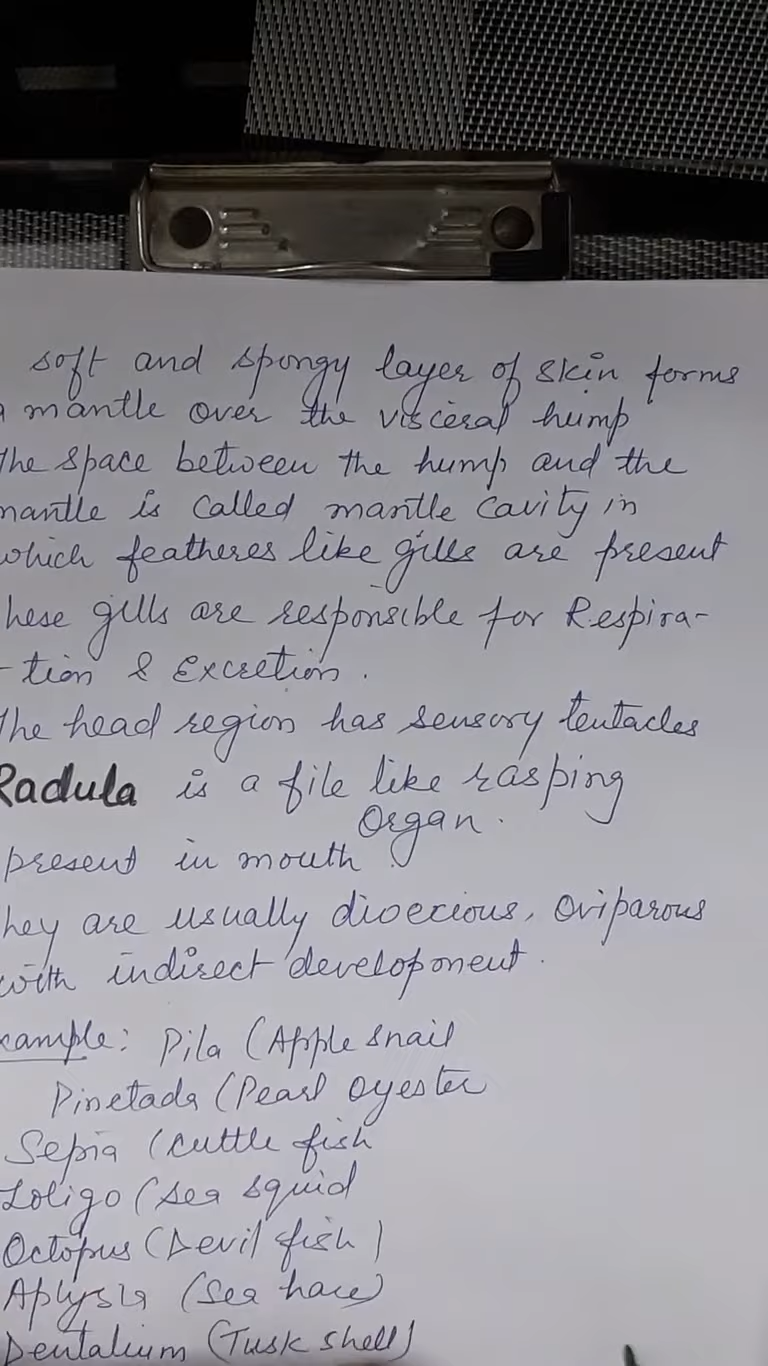 soft and spongy layer of skin forms
a mantle over the visceral hump
The space between the hump and the
mantle is called mantle cavity in
which featheres like gills are present
hese gills are responsible for Respira-
-tion & Excretion.
The head region has sensory tentacles
Radula is a file like rasping
organ.
present in mouth.
hey are usually dioecious, oviparous
with indirect development.
xample: Pila (Apple snail
Pinctada (Pearl oyester
Sepia (cuttle fish
Loligo (sea squid
Octopus (Devil fish)
Aplysia (Sea hare)
Dentalium (Tusk shell)